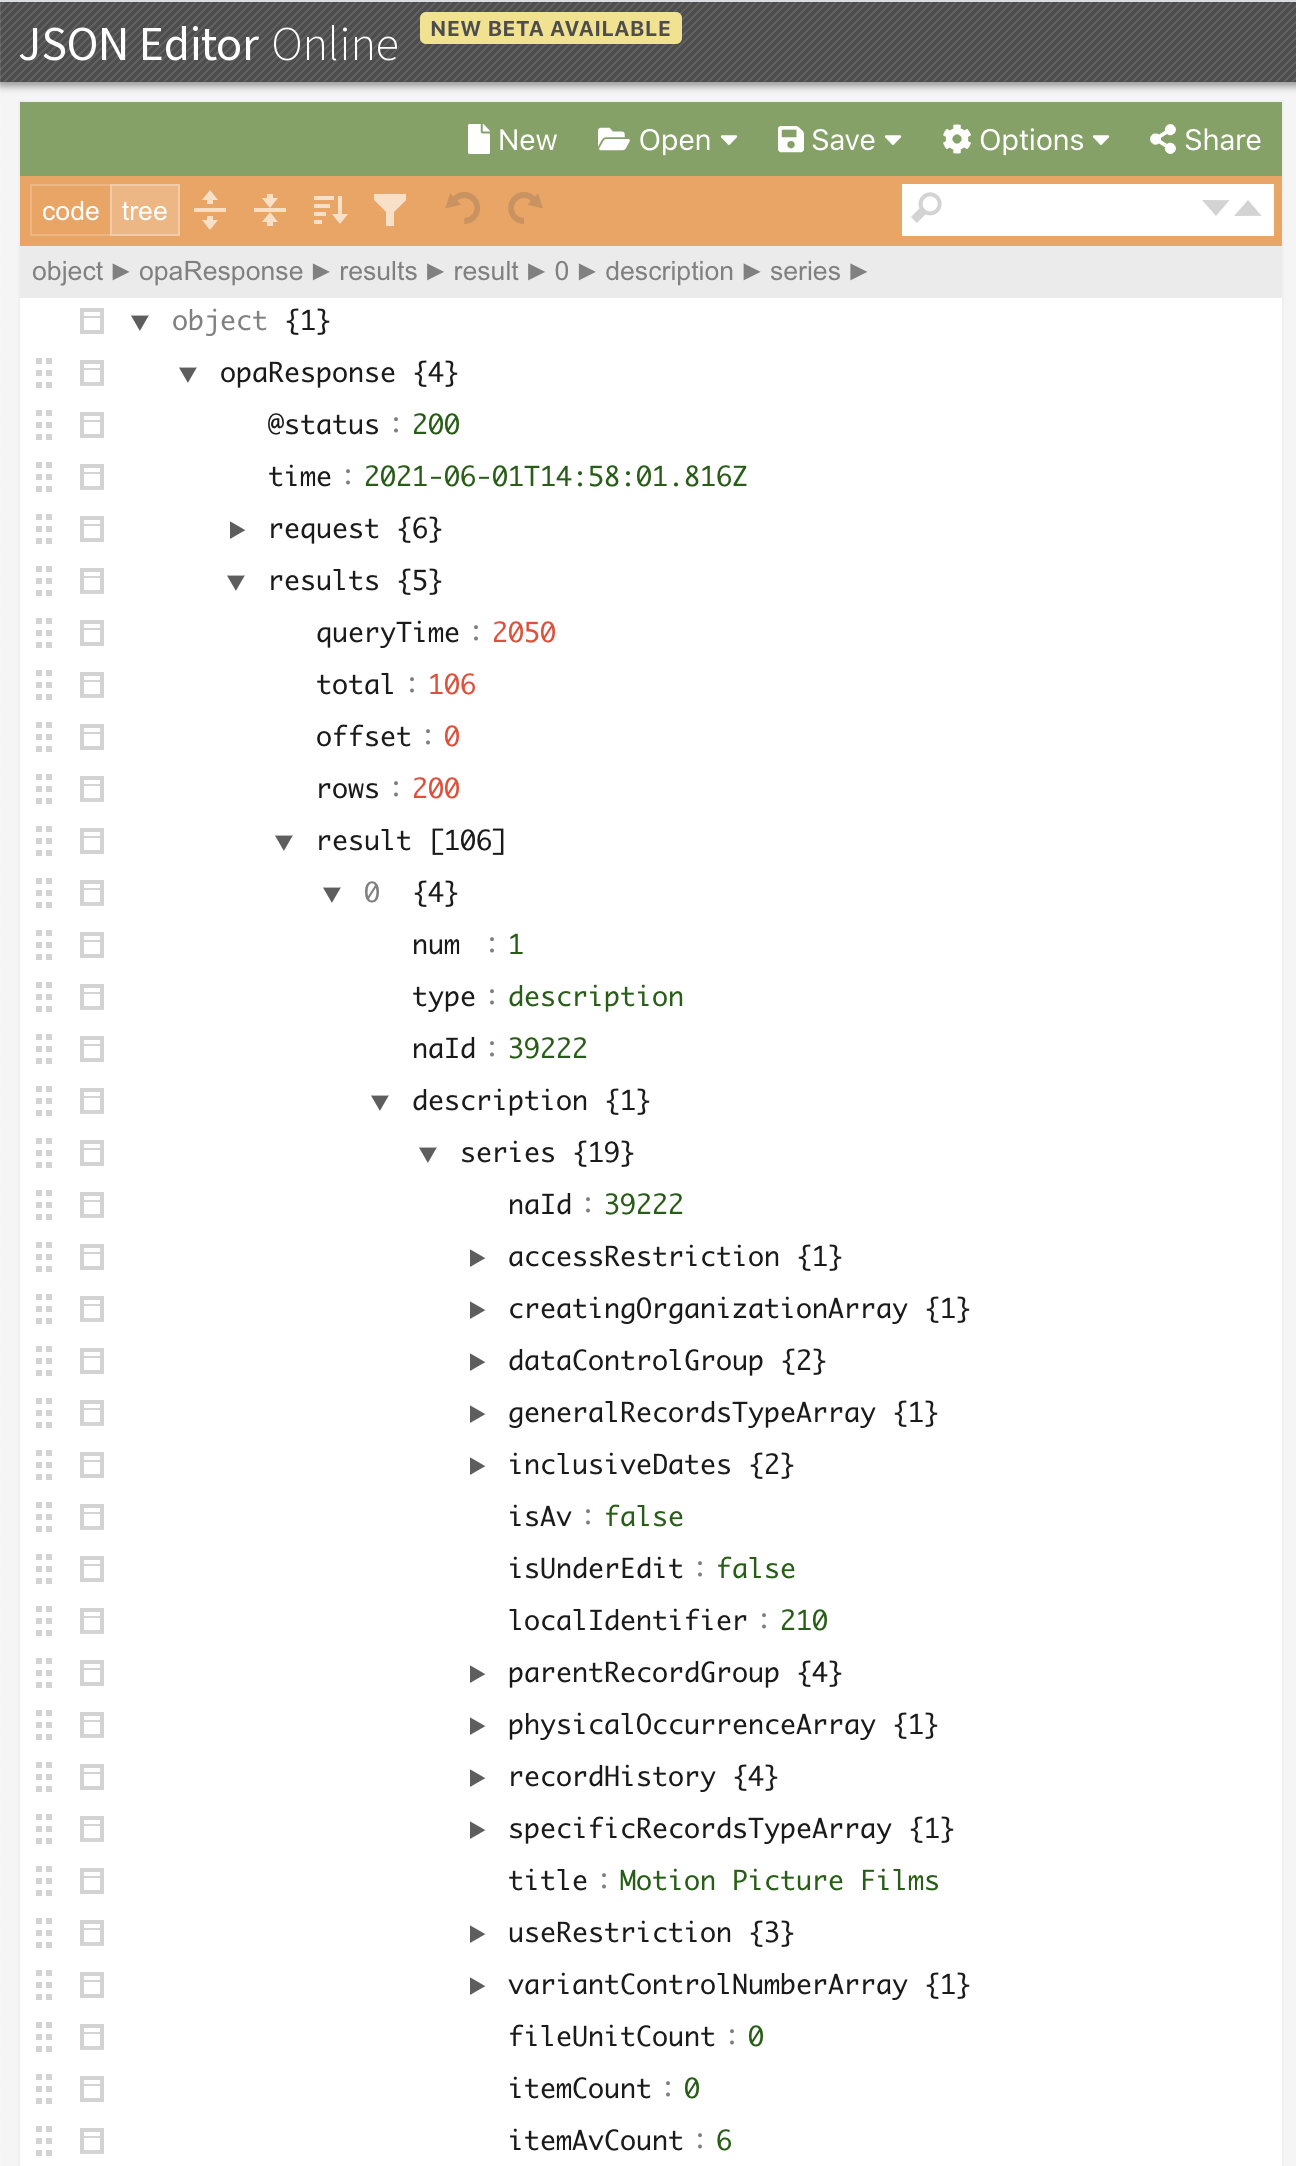 JSON Editor Online NEW BETA AVAILABLE
New Open Save Options Share
code tree
object ► opaResponse ► results ► result ► 0 ► description ► series ►
object {1}
opaResponse {4}
@status : 200
time : 2021-06-01T14:58:01.816Z
request {6}
results {5}
queryTime : 2050
total : 106
offset : 0
rows : 200
result [106]
0 {4}
num : 1
type : description
naId : 39222
description {1}
series {19}
naId : 39222
accessRestriction {1}
creatingOrganizationArray {1}
dataControlGroup {2}
generalRecordsTypeArray {1}
inclusiveDates {2}
isAv : false
isUnderEdit : false
localIdentifier : 210
parentRecordGroup {4}
physicalOccurrenceArray {1}
recordHistory {4}
specificRecordsTypeArray {1}
title : Motion Picture Films
useRestriction {3}
variantControlNumberArray {1}
fileUnitCount : 0
itemCount : 0
itemAvCount : 6